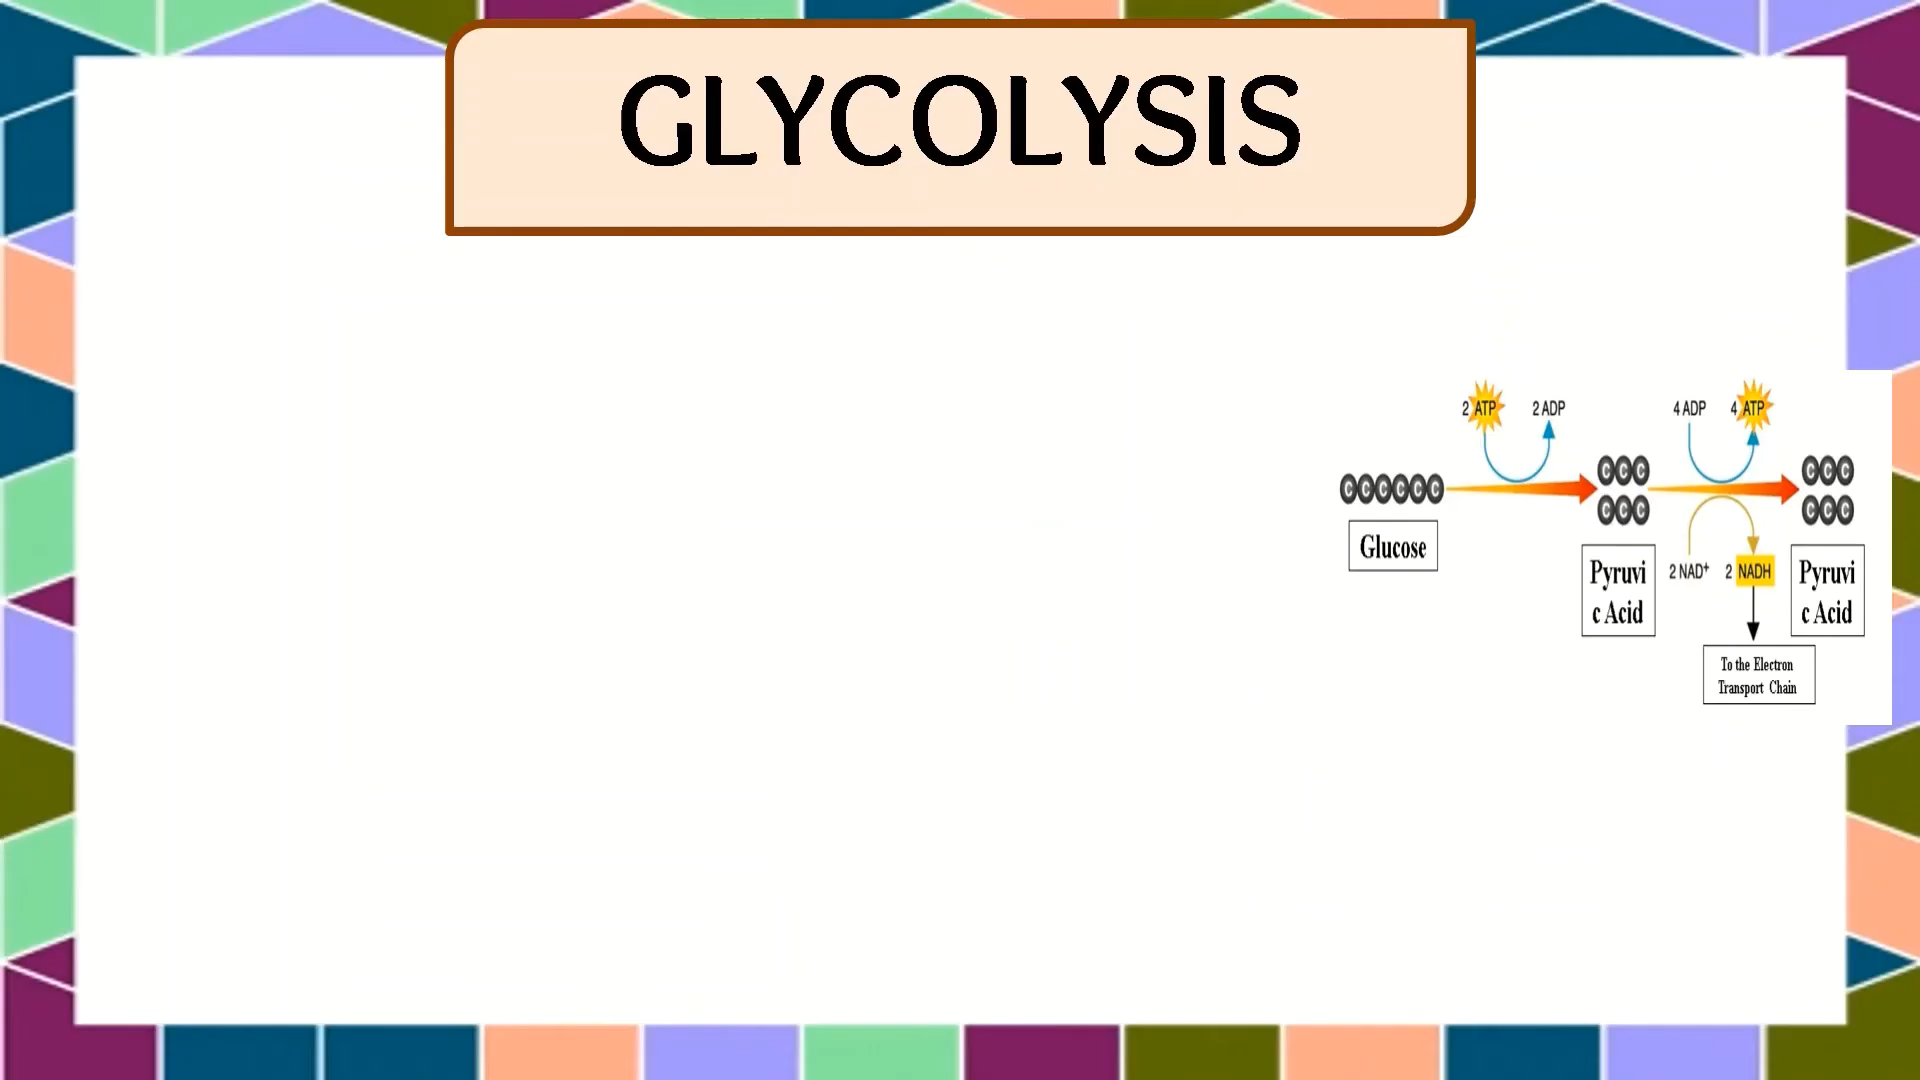 GLYCOLYSIS
2 ATP 2 ADP 4 ADP 4 ATP
CCCCCC CCC CCC
CCC CCC
Glucose
Pyruvi
c Acid
2 NAD⁺ 2 NADH
Pyruvi
c Acid
To the Electron
Transport Chain